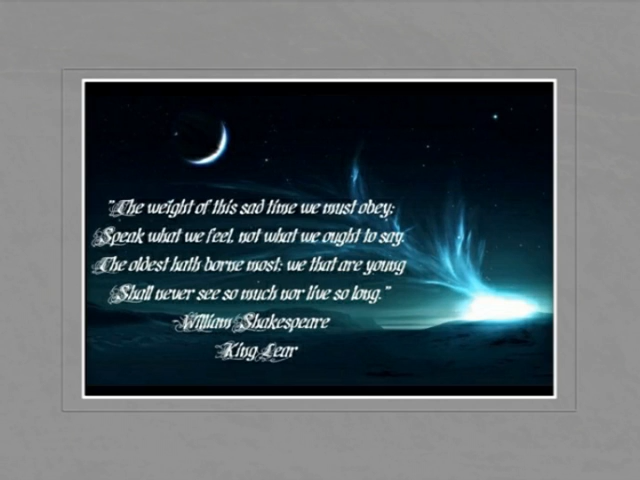 "The weight of this sad time we must obey;
Speak what we feel, not what we ought to say.
The oldest hath borne most: we that are young
Shall never see so much nor live so long."
-William Shakespeare
King Lear